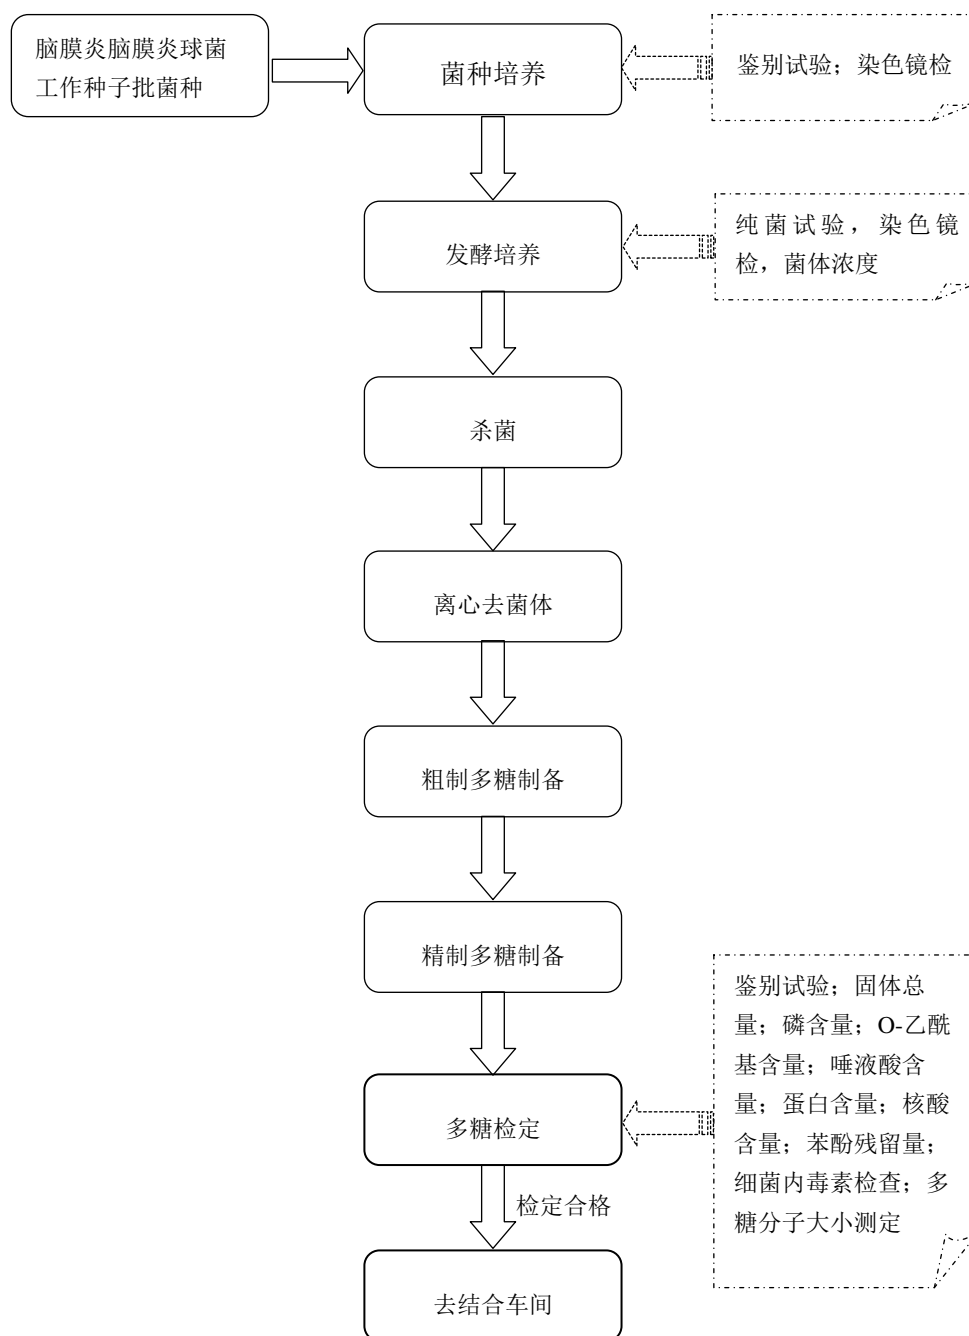 脑膜炎脑膜炎球菌
工作种子批菌种
菌种培养
鉴别试验；染色镜检
发酵培养
纯菌试验，染色镜
检，菌体浓度
杀菌
离心去菌体
粗制多糖制备
精制多糖制备
鉴别试验；固体总
量；磷含量；O-乙酰
基含量；唾液酸含
量；蛋白含量；核酸
含量；苯酚残留量；
细菌内毒素检查；多
糖分子大小测定
多糖检定
检定合格
去结合车间